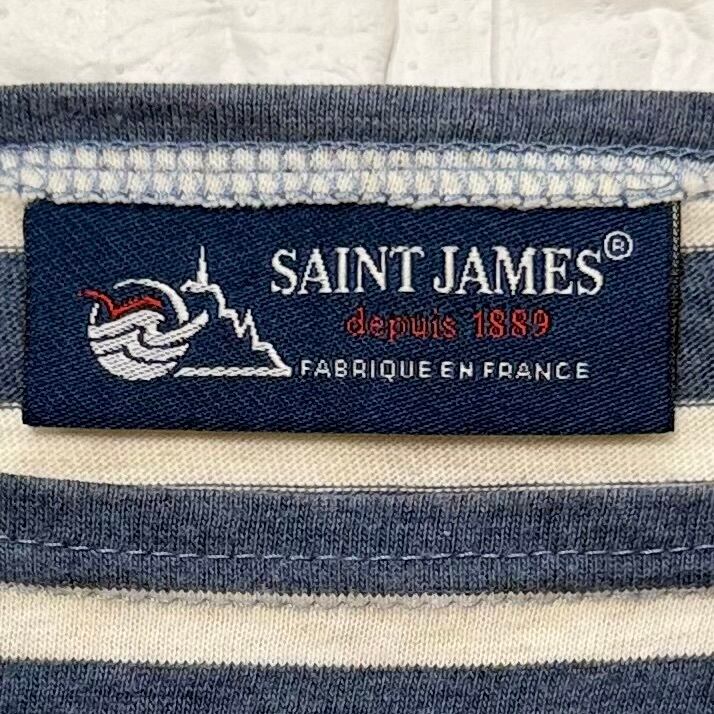 SAINT JAMES®
depuis 1889
FABRIQUE EN FRANCE